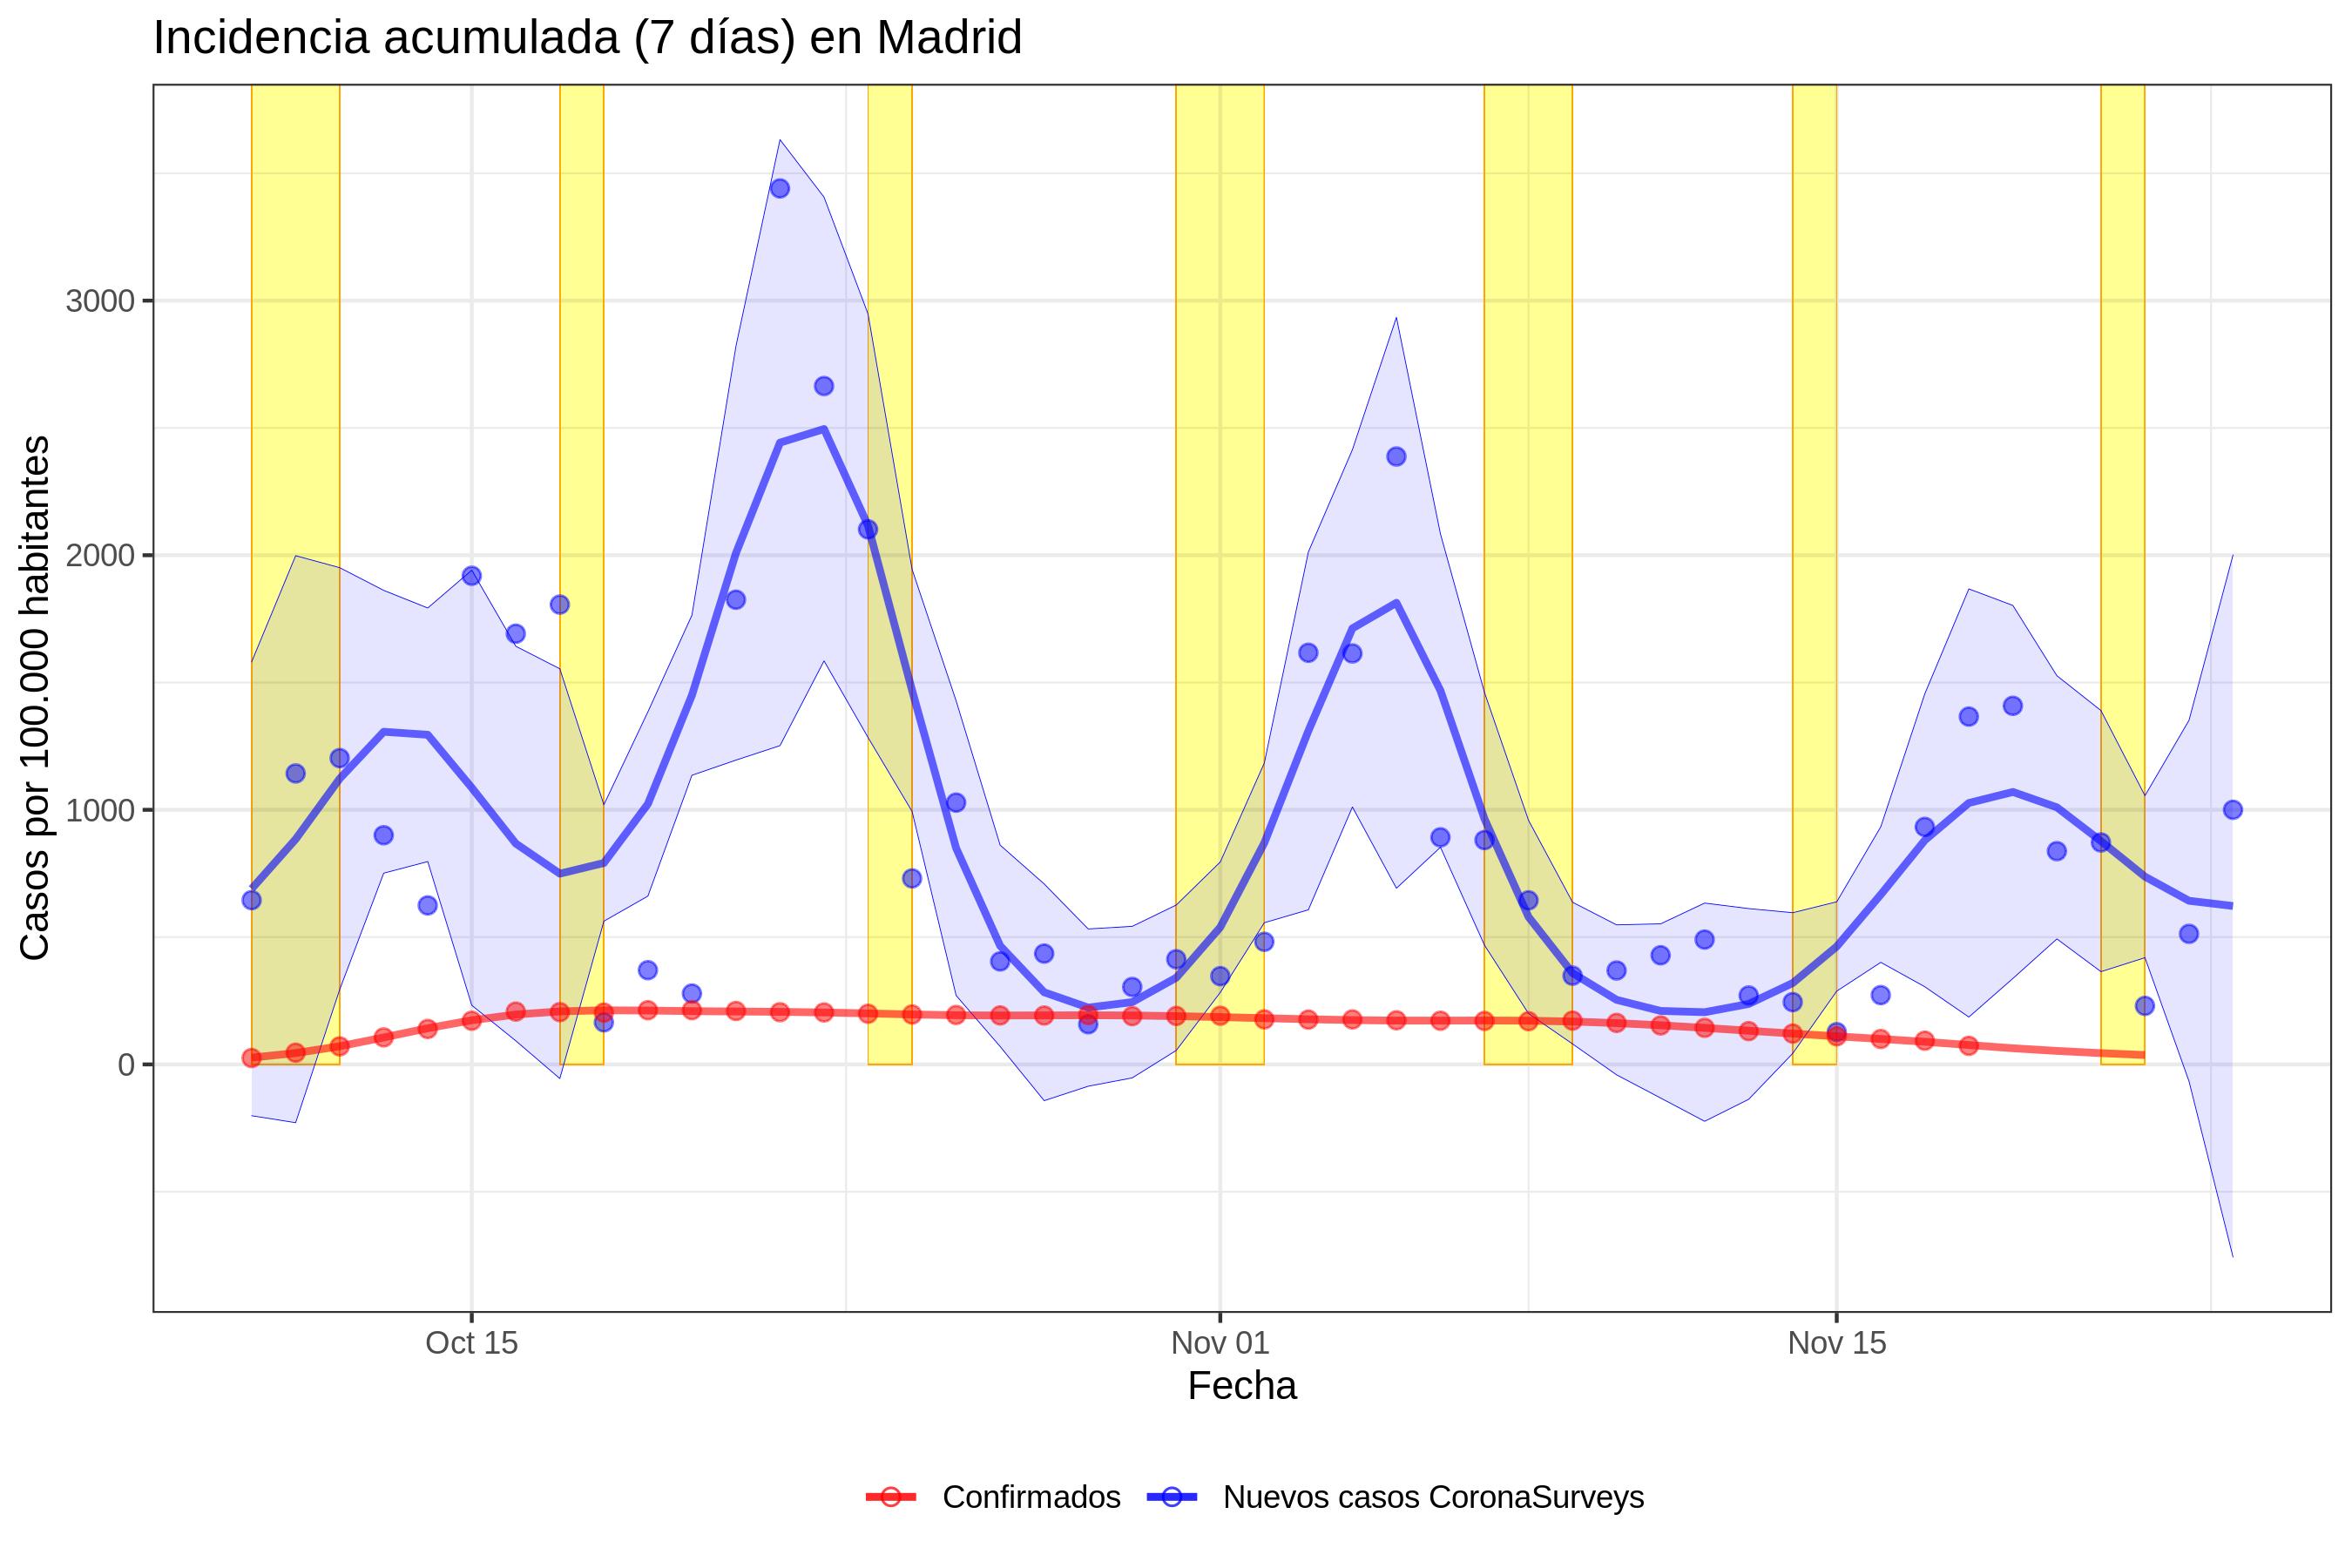 Incidencia acumulada (7 días) en Madrid
Casos por 100.000 habitantes
3000
2000
1000
0
Oct 15
Nov 01
Nov 15
Fecha
Confirmados
Nuevos casos CoronaSurveys